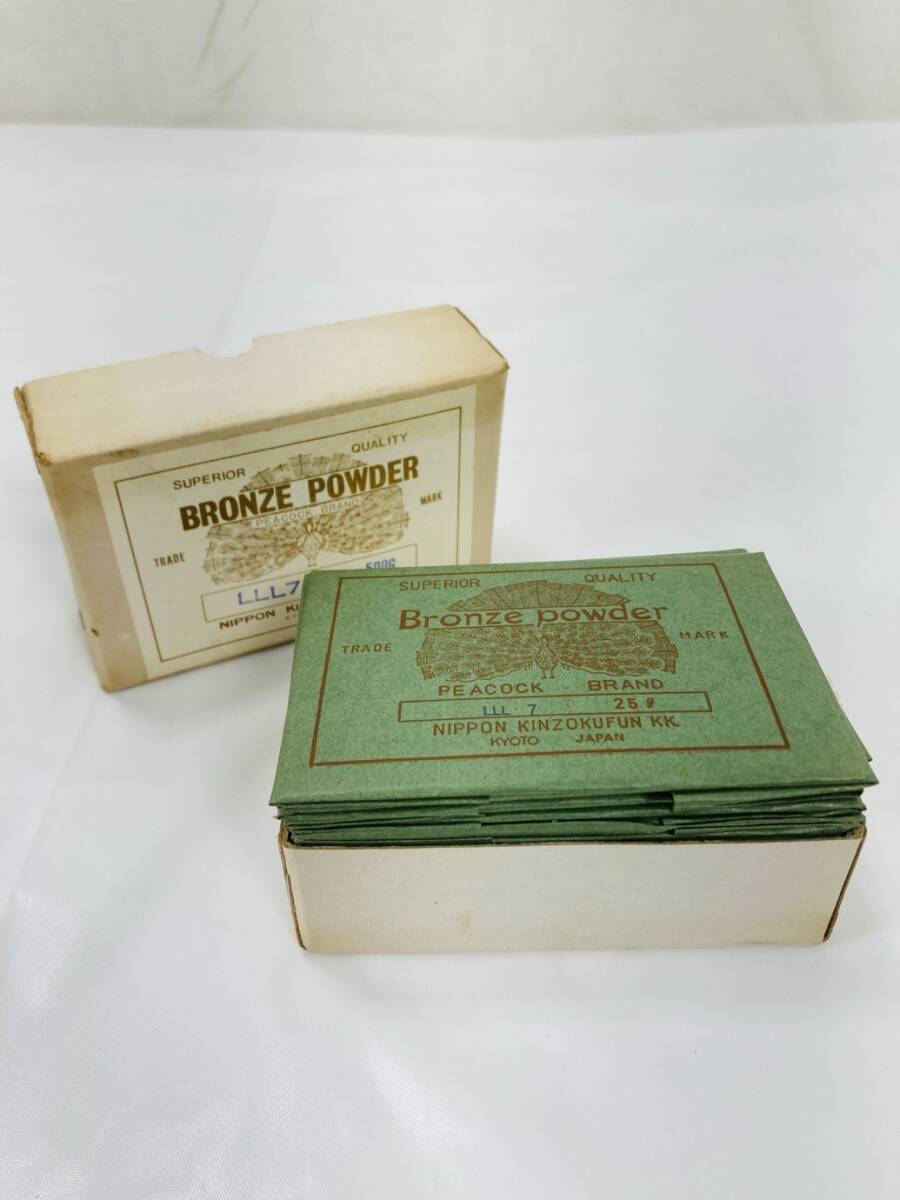 SUPERIOR QUALITY
BRONZE POWDER
PEACOCK BRAND
TRADE MARK
LLL7 500G
NIPPON
SUPERIOR QUALITY
Bronze powder
TRADE MARK
PEACOCK BRAND
LLL 7 25g
NIPPON KINZOKUFUN KK.
KYOTO JAPAN